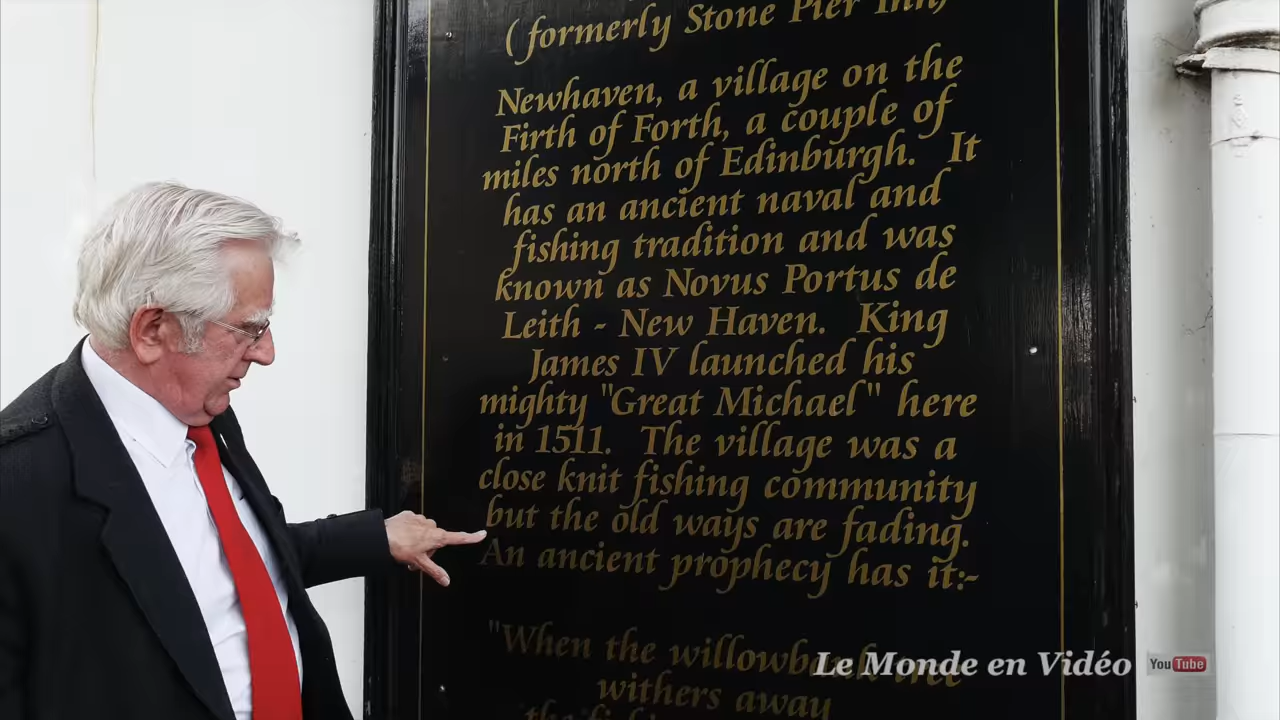 (formerly Stone Pier Inn)
Newhaven, a village on the
Firth of Forth, a couple of
miles north of Edinburgh. It
has an ancient naval and
fishing tradition and was
known as Novus Portus de
Leith - New Haven. King
James IV launched his
mighty "Great Michael" here
in 1511. The village was a
close knit fishing community
but the old ways are fading.
An ancient prophecy has it:-
"When the willowbank tree
withers away
the
Le Monde en Vidéo
YouTube